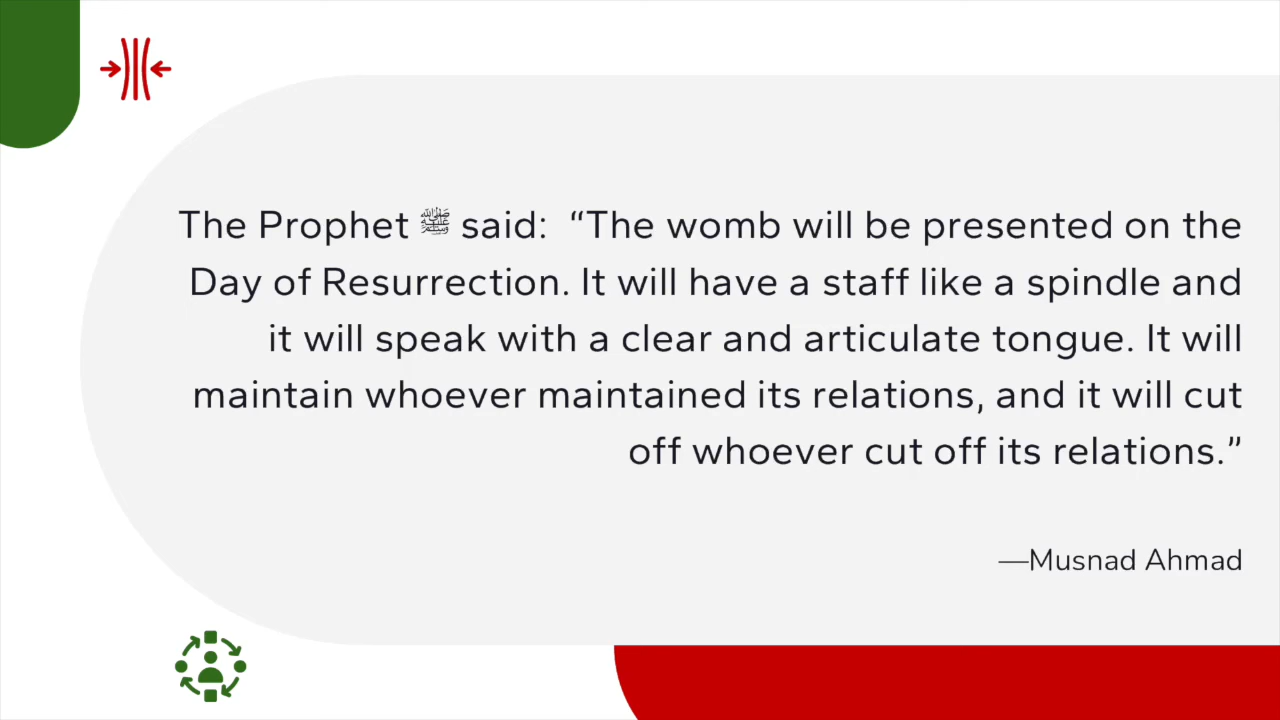 The Prophet ﷺ said:  “The womb will be presented on the
Day of Resurrection. It will have a staff like a spindle and
it will speak with a clear and articulate tongue. It will
maintain whoever maintained its relations, and it will cut
off whoever cut off its relations.”
—Musnad Ahmad